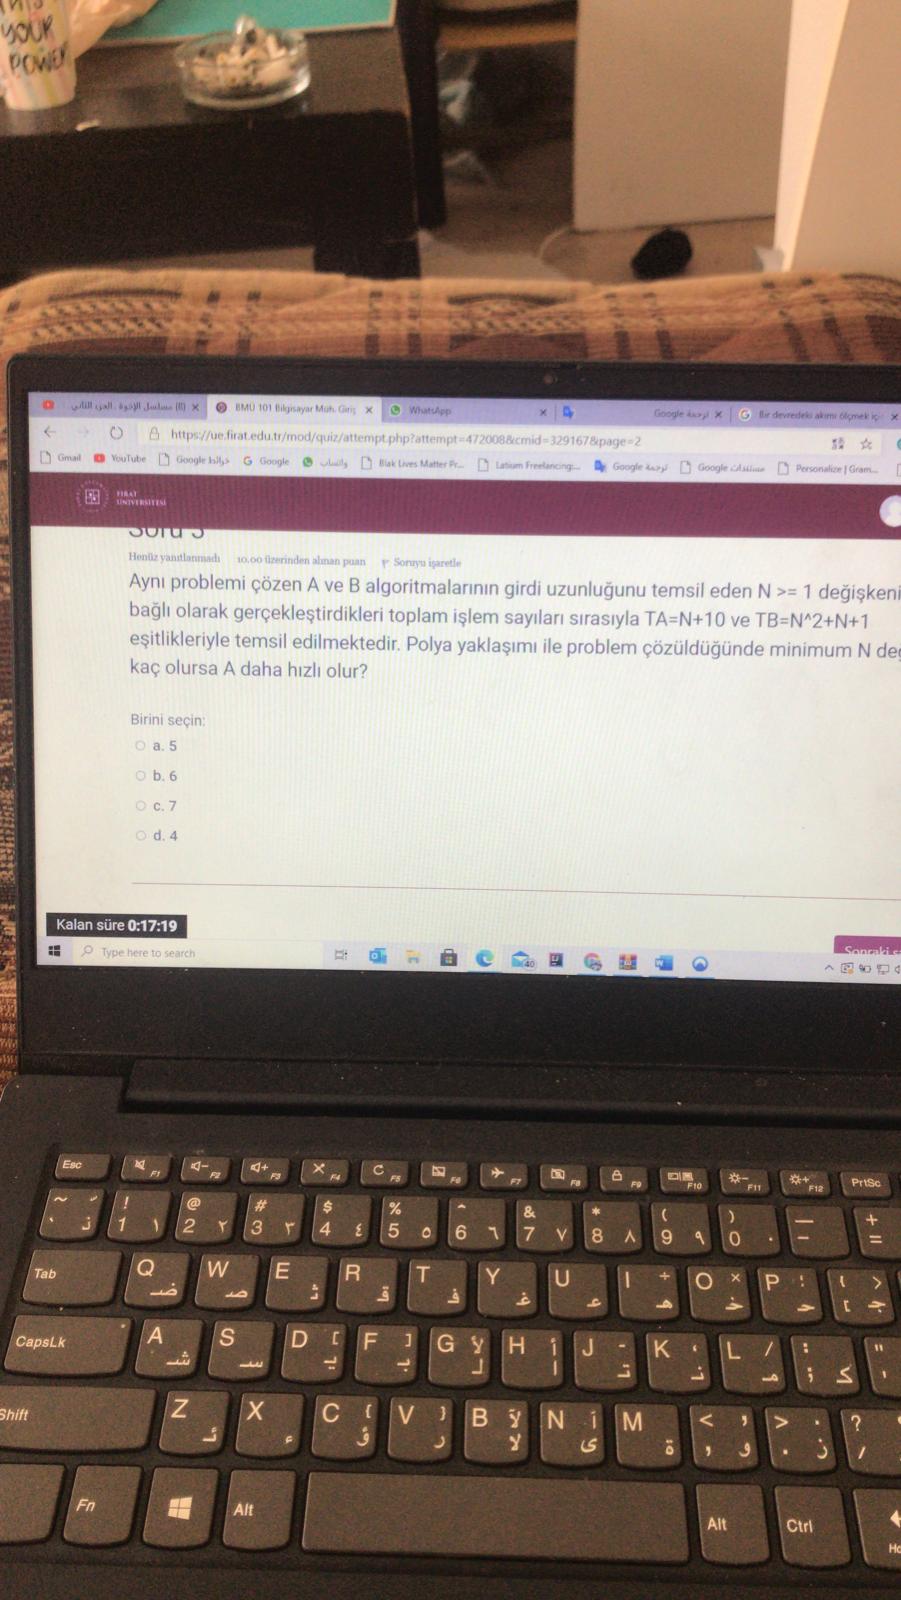 YOUR
POWER
(8) مسلسل الإخوة . الجزء الثاني
BMÜ 101 Bilgisayar Müh. Giriş
WhatsApp
ترجمة Google
Bir devredeki akımı ölçmek iç
https://ue.firat.edu.tr/mod/quiz/attempt.php?attempt=472008&cmid=329167&page=2
Gmail
YouTube
خرائط Google
Google
واتساب
Blak Lives Matter Pr...
Latium Freelancing:...
ترجمة Google
مستندات Google
Personalize | Gram...
FIRAT
ÜNİVERSİTESİ
Soru 5
Henüz yanıtlanmadı 10,00 üzerinden alınan puan Soruyu işaretle
Aynı problemi çözen A ve B algoritmalarının girdi uzunluğunu temsil eden N >= 1 değişkeni
bağlı olarak gerçekleştirdikleri toplam işlem sayıları sırasıyla TA=N+10 ve TB=N^2+N+1
eşitlikleriyle temsil edilmektedir. Polya yaklaşımı ile problem çözüldüğünde minimum N değ
kaç olursa A daha hızlı olur?
Birini seçin:
a. 5
b. 6
c. 7
d. 4
Kalan süre 0:17:19
Sonraki s
Type here to search
40
Esc F1 F2 F3 F4 F5 F6 F7 F8 F9 F10 F11 F12 PrtSc
~ ! @ # $ % ^ & * ( ) — +
1 ١ 2 ٢ 3 ٣ 4 ٤ 5 ٥ 6 ٦ 7 ٧ 8 ٨ 9 ٩ 0 ٠ - =
Tab Q ض W ص E ث R ق T ف Y غ U ع I ه O خ P ح ج
CapsLk A ش S س D ي F ب G ل H ا J ت K ن L م ك
Shift Z ئ X ء C ؤ V ر B لا N ى M ة و ز ?
Fn Alt Alt Ctrl
Ho